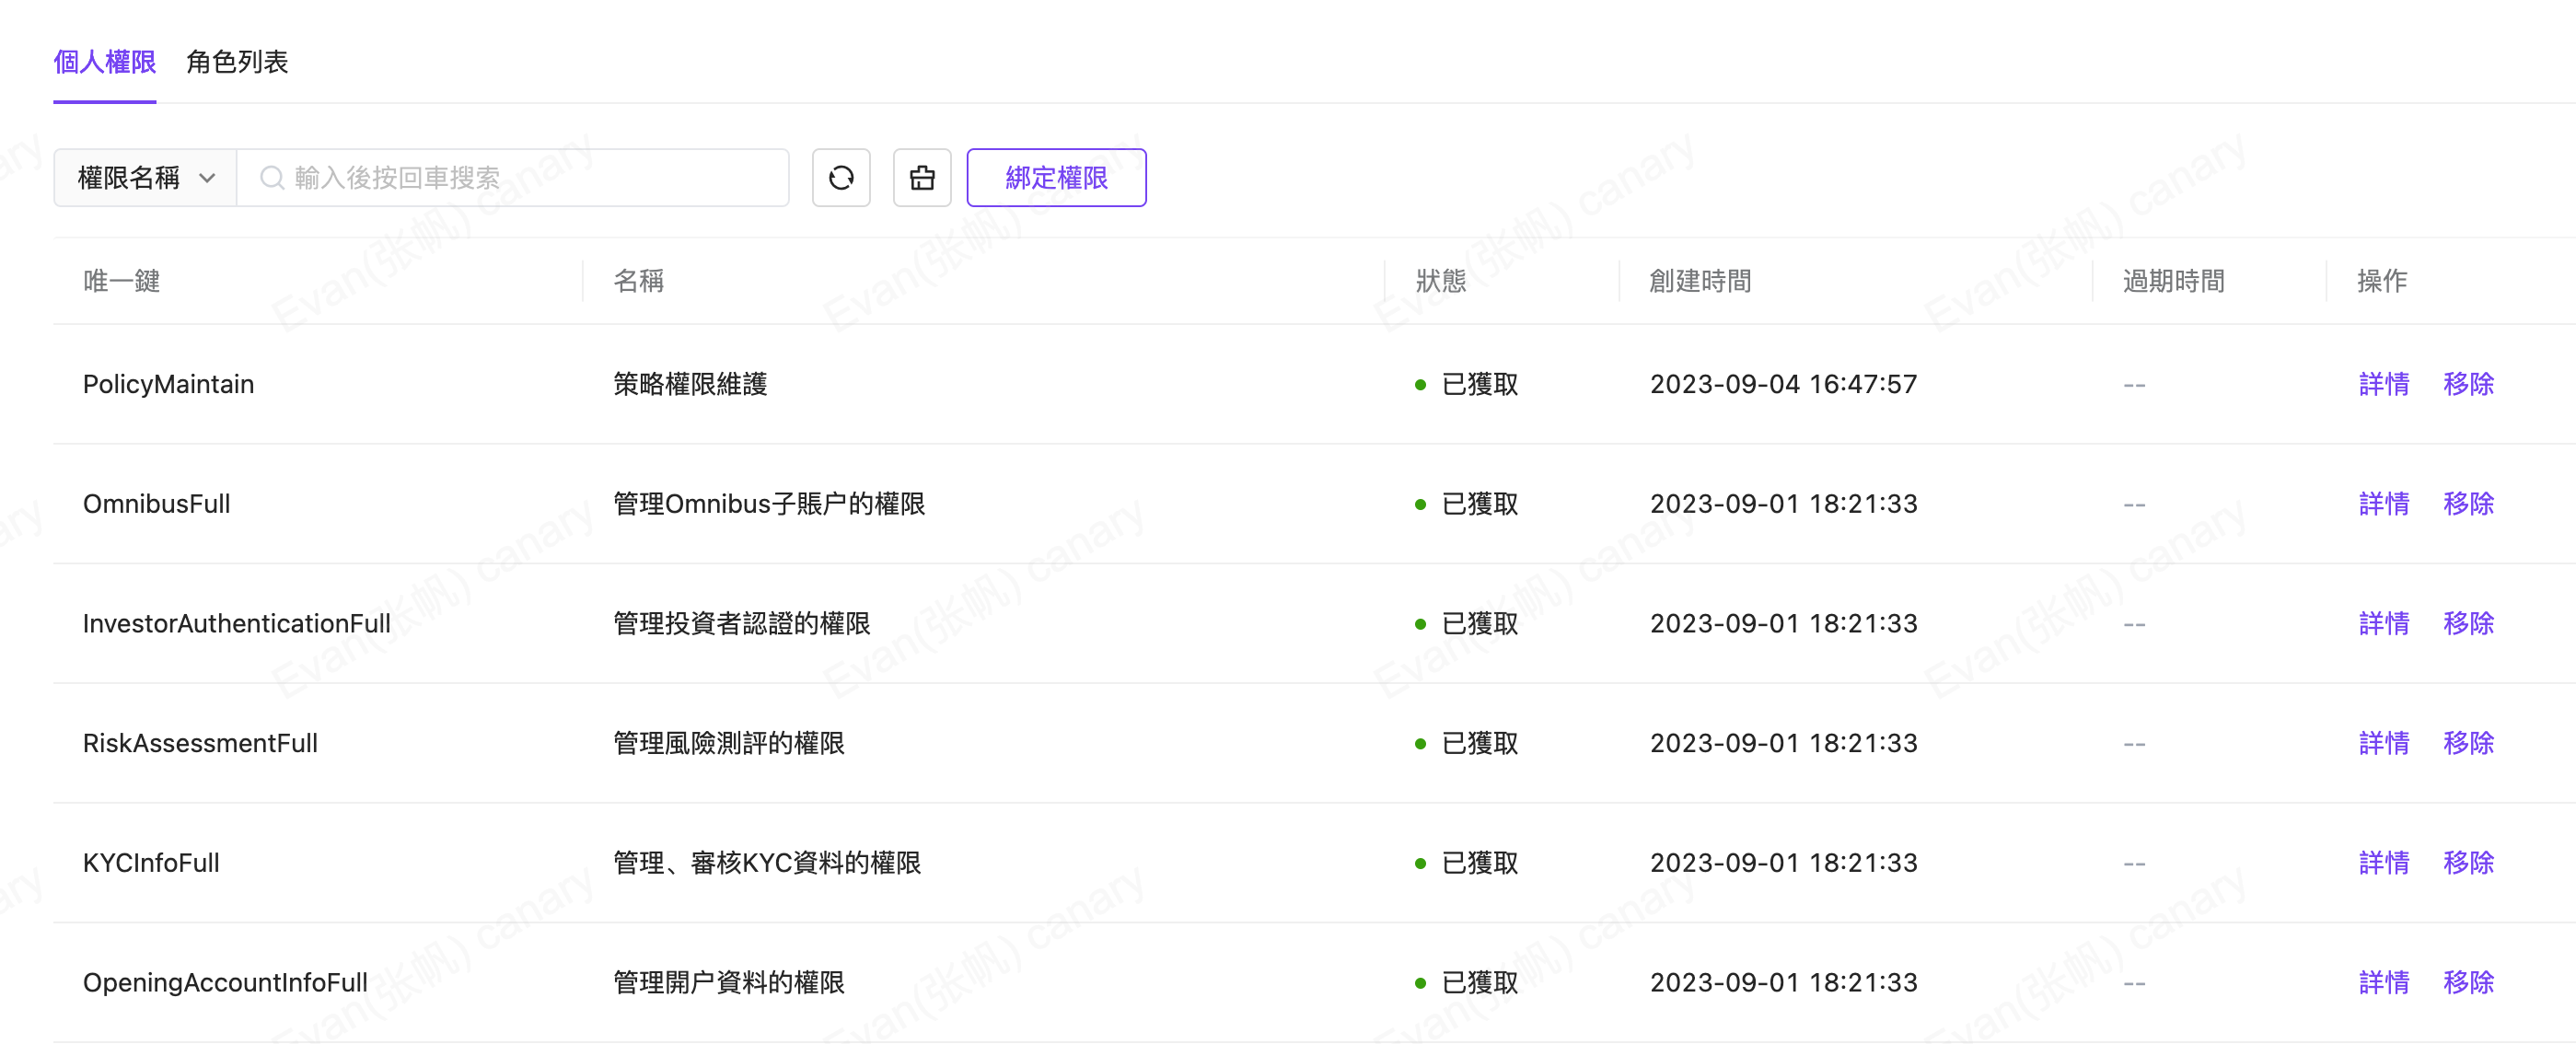 個人權限 角色列表
權限名稱 輸入後按回車搜索 綁定權限
唯一鍵 名稱 狀態 創建時間 過期時間 操作
PolicyMaintain 策略權限維護 已獲取 2023-09-04 16:47:57 -- 詳情 移除
OmnibusFull 管理Omnibus子賬户的權限 已獲取 2023-09-01 18:21:33 -- 詳情 移除
InvestorAuthenticationFull 管理投資者認證的權限 已獲取 2023-09-01 18:21:33 -- 詳情 移除
RiskAssessmentFull 管理風險測評的權限 已獲取 2023-09-01 18:21:33 -- 詳情 移除
KYCInfoFull 管理、審核KYC資料的權限 已獲取 2023-09-01 18:21:33 -- 詳情 移除
OpeningAccountInfoFull 管理開户資料的權限 已獲取 2023-09-01 18:21:33 -- 詳情 移除
Evan(张帆) canary